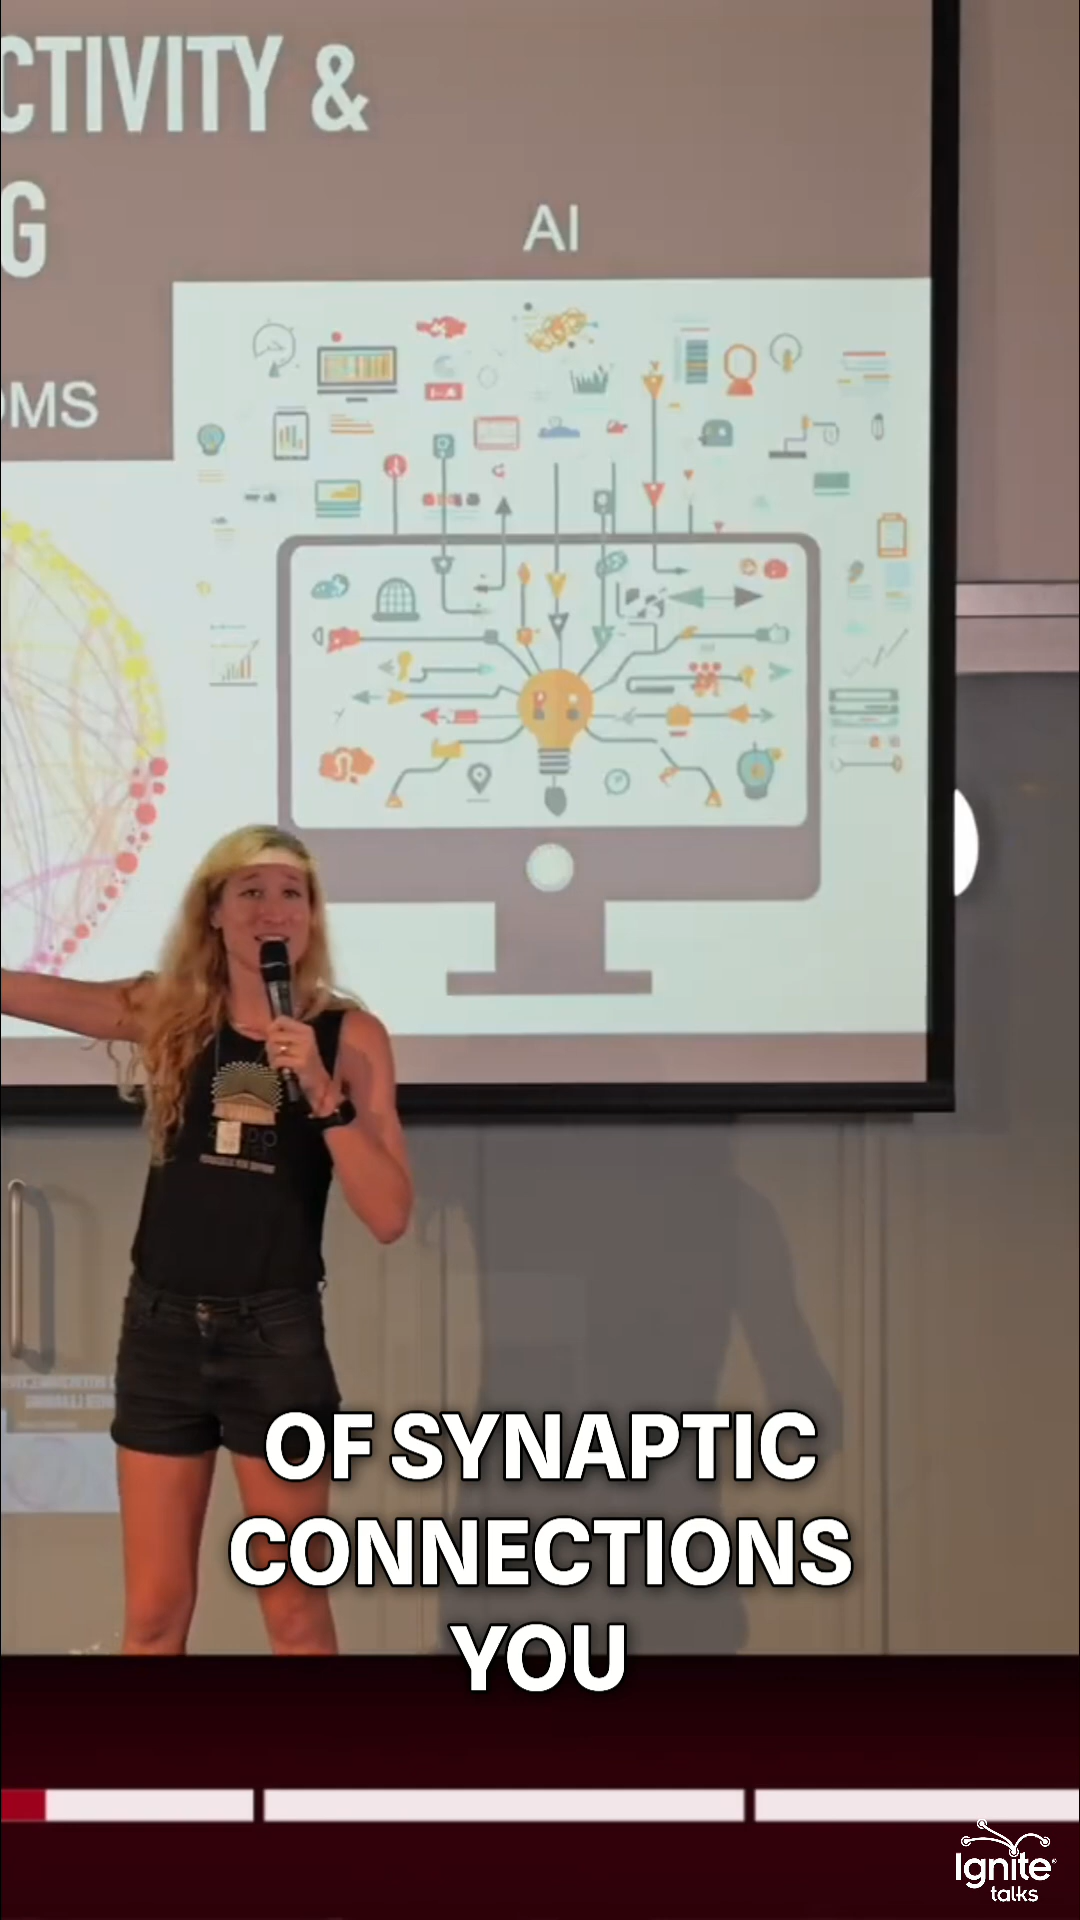 CTIVITY &
G
AI
OMS
OF SYNAPTIC
CONNECTIONS
YOU
Ignite
talks